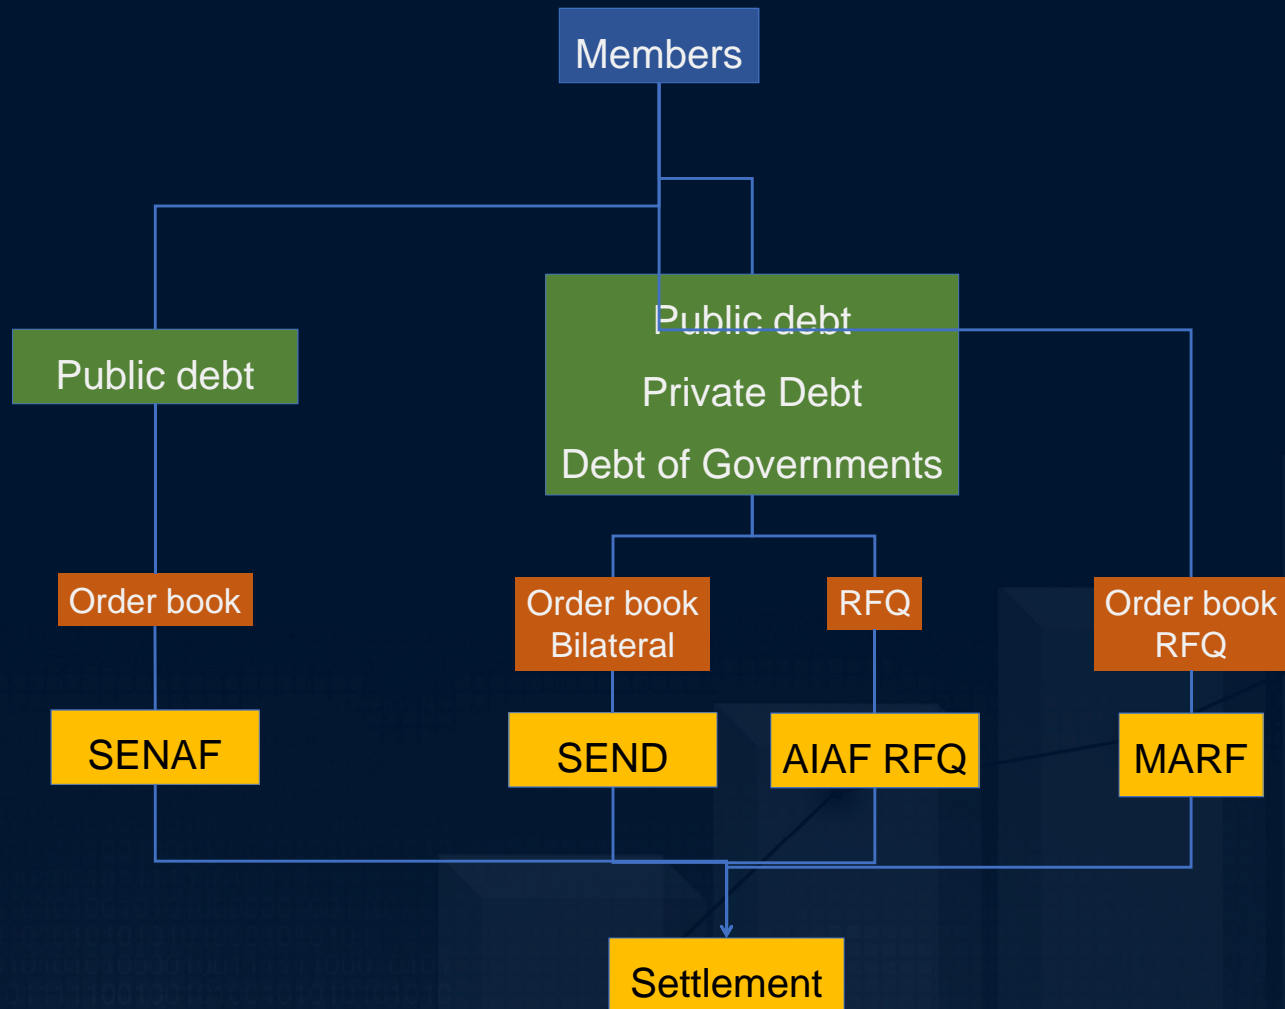 Members
Public debt
Public debt
Private Debt
Debt of Governments
Order book
Order book
Bilateral
RFQ
Order book
RFQ
SENAF
SEND
AIAF RFQ
MARF
Settlement